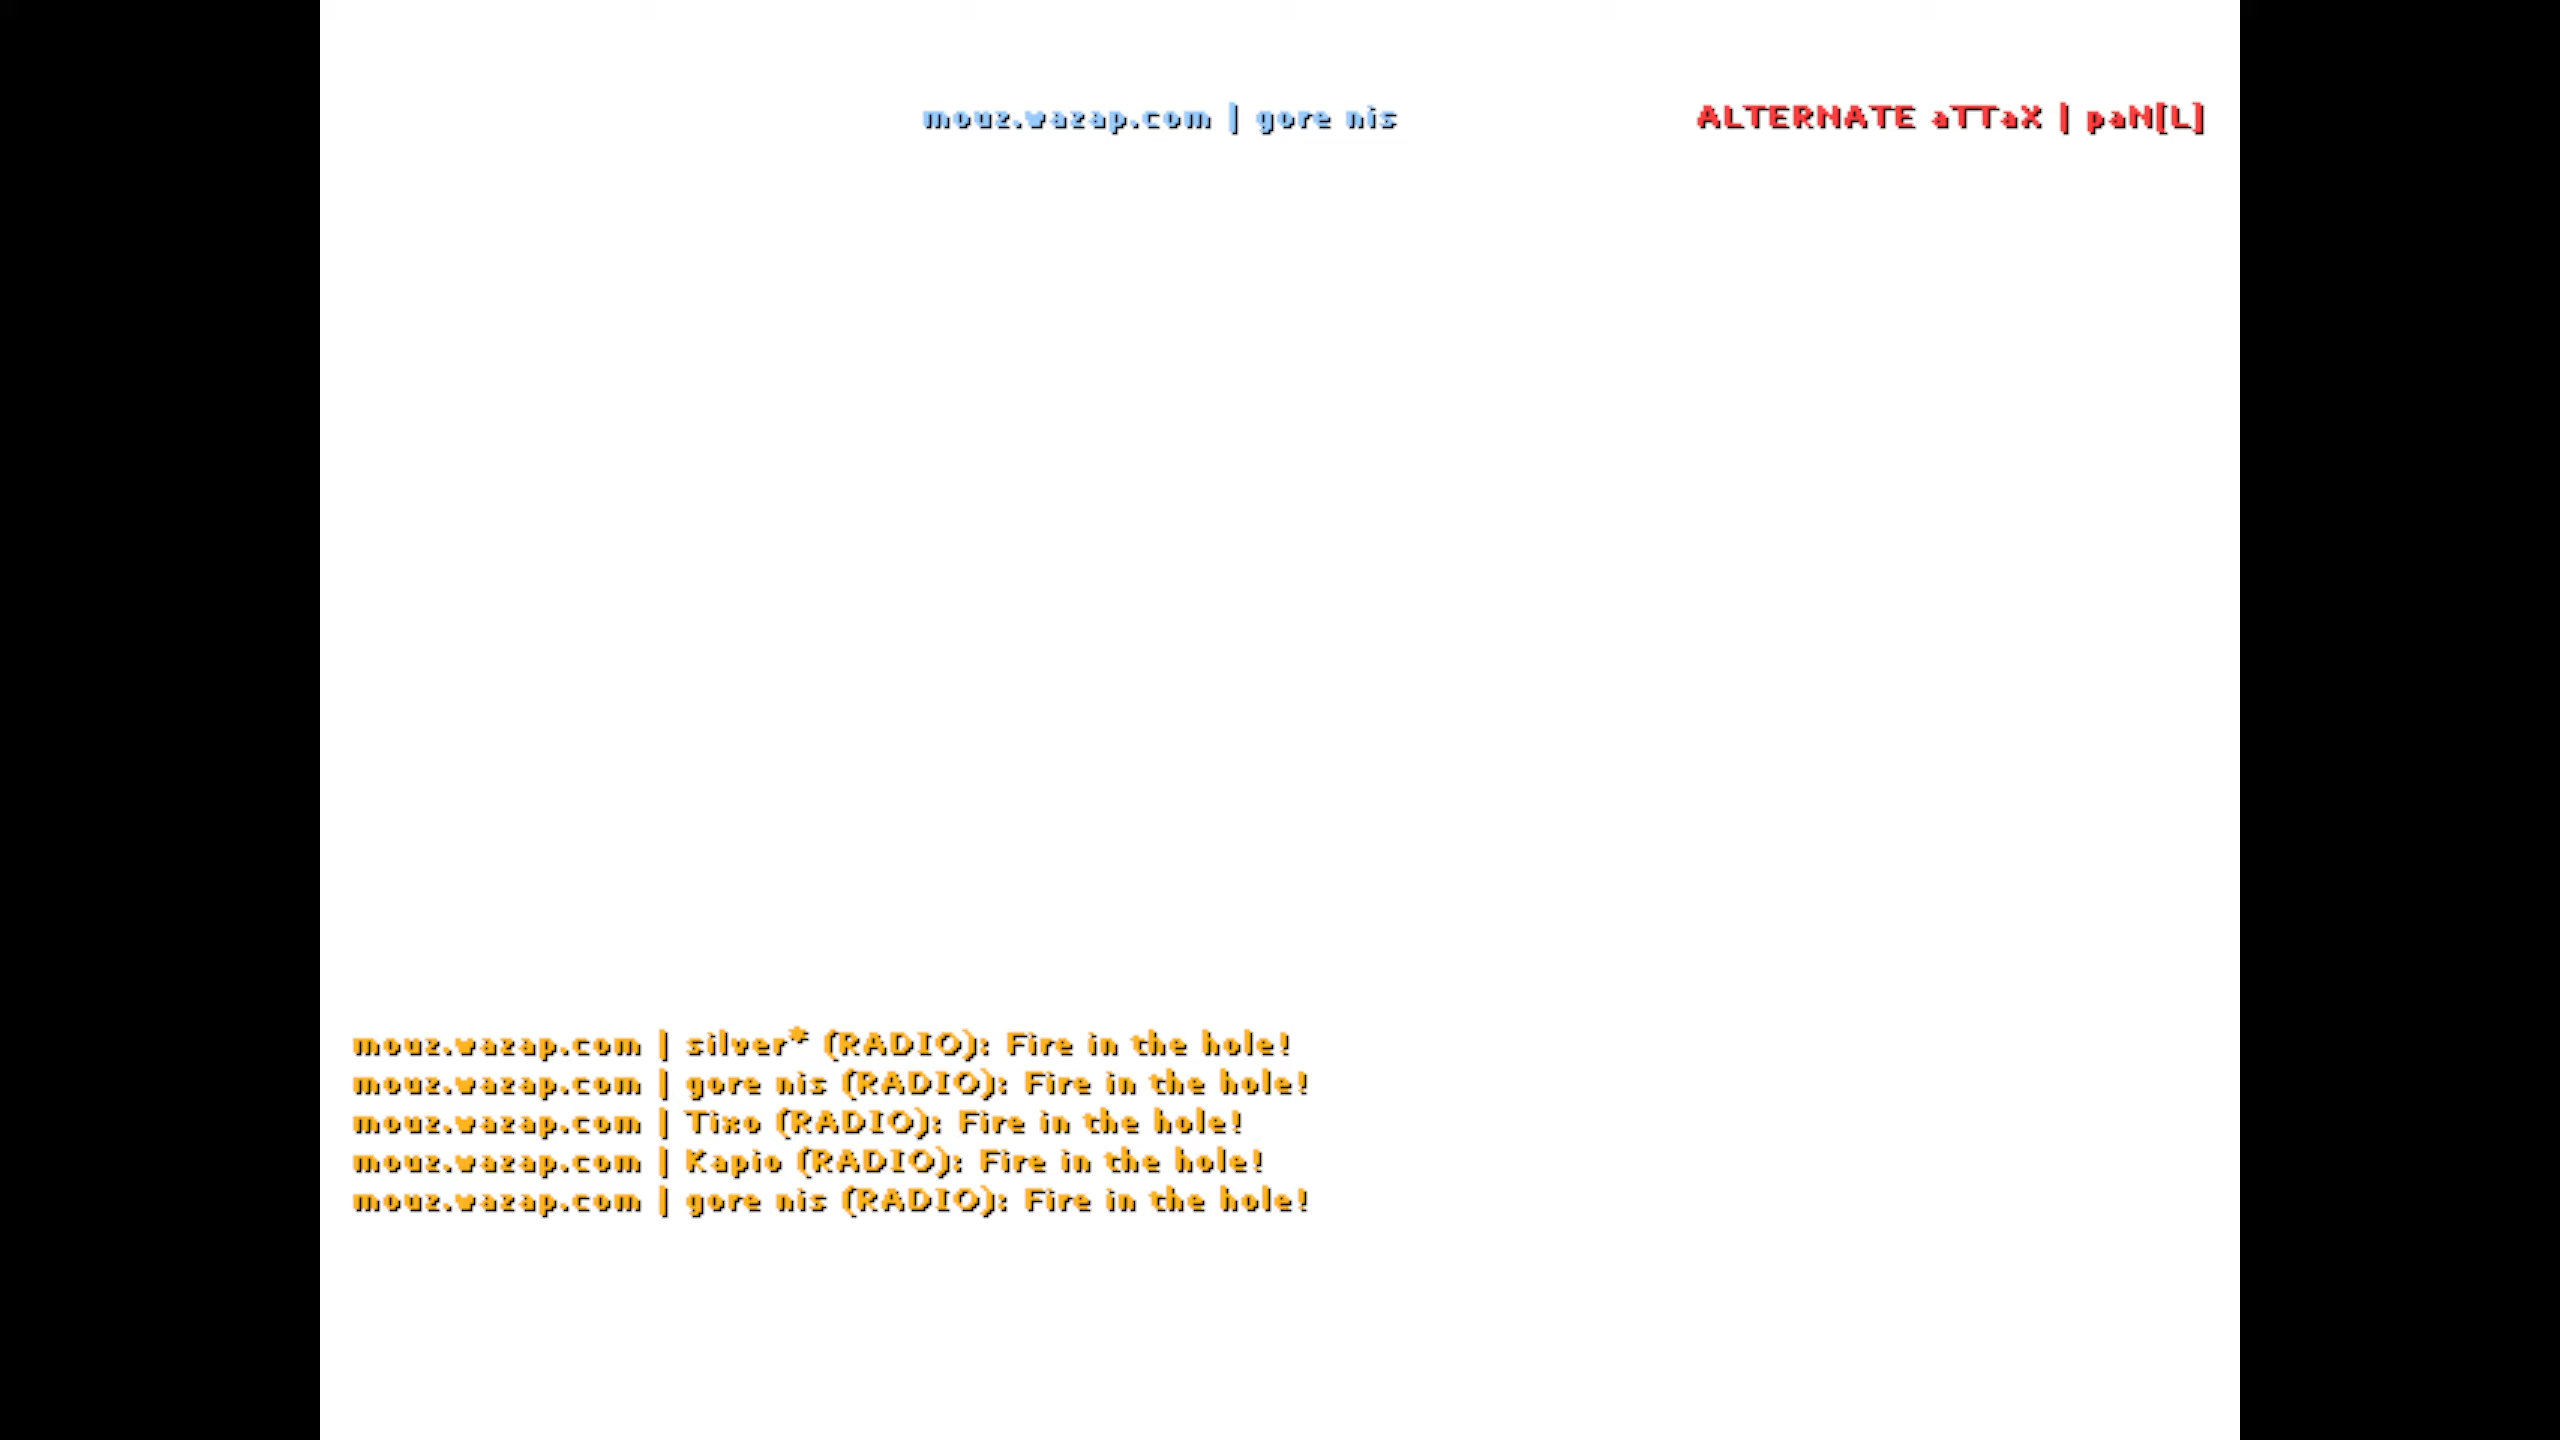 mouz.wazap.com | gore nis ALTERNATE aTTaX | paN[L]
mouz.wazap.com | silver* (RADIO): Fire in the hole!
mouz.wazap.com | gore nis (RADIO): Fire in the hole!
mouz.wazap.com | Tixo (RADIO): Fire in the hole!
mouz.wazap.com | Kapio (RADIO): Fire in the hole!
mouz.wazap.com | gore nis (RADIO): Fire in the hole!